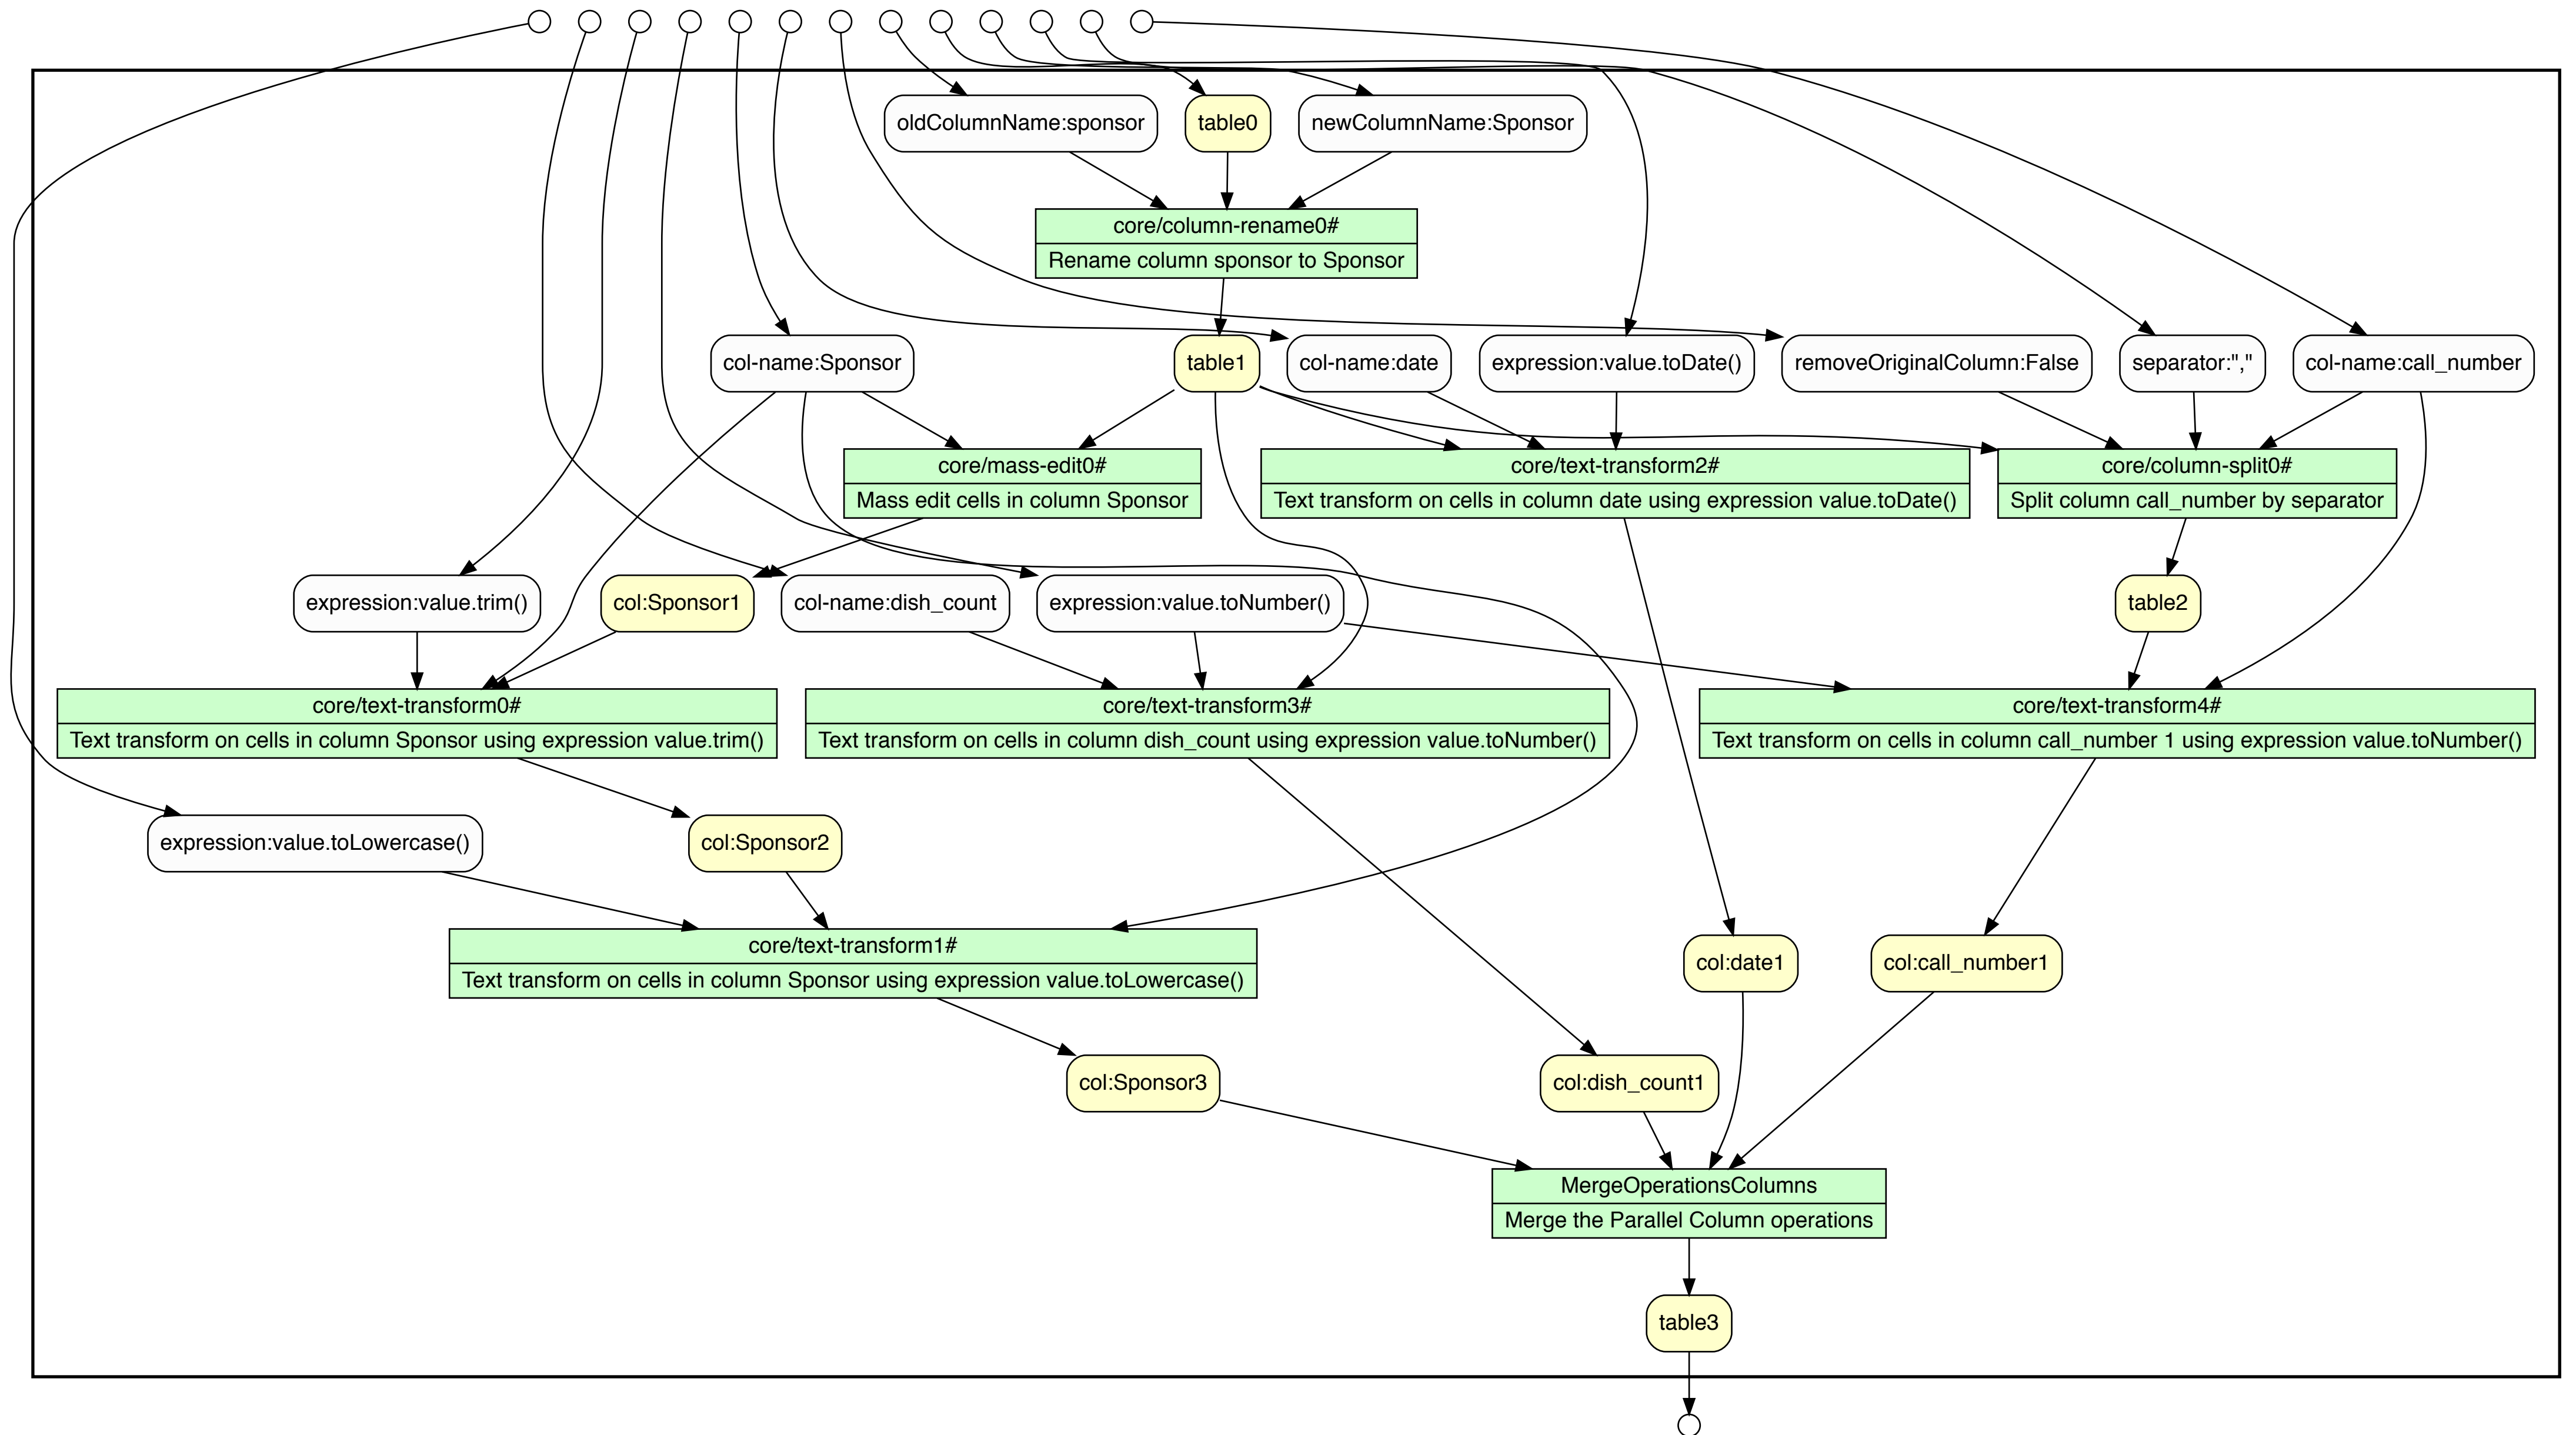 oldColumnName:sponsor
table0
newColumnName:Sponsor
core/column-rename0#
Rename column sponsor to Sponsor
col-name:Sponsor
table1
col-name:date
expression:value.toDate()
removeOriginalColumn:False
separator:","
col-name:call_number
core/mass-edit0#
Mass edit cells in column Sponsor
core/text-transform2#
Text transform on cells in column date using expression value.toDate()
core/column-split0#
Split column call_number by separator
expression:value.trim()
col:Sponsor1
col-name:dish_count
expression:value.toNumber()
table2
core/text-transform0#
Text transform on cells in column Sponsor using expression value.trim()
core/text-transform3#
Text transform on cells in column dish_count using expression value.toNumber()
core/text-transform4#
Text transform on cells in column call_number 1 using expression value.toNumber()
expression:value.toLowercase()
col:Sponsor2
core/text-transform1#
Text transform on cells in column Sponsor using expression value.toLowercase()
col:date1
col:call_number1
col:Sponsor3
col:dish_count1
MergeOperationsColumns
Merge the Parallel Column operations
table3